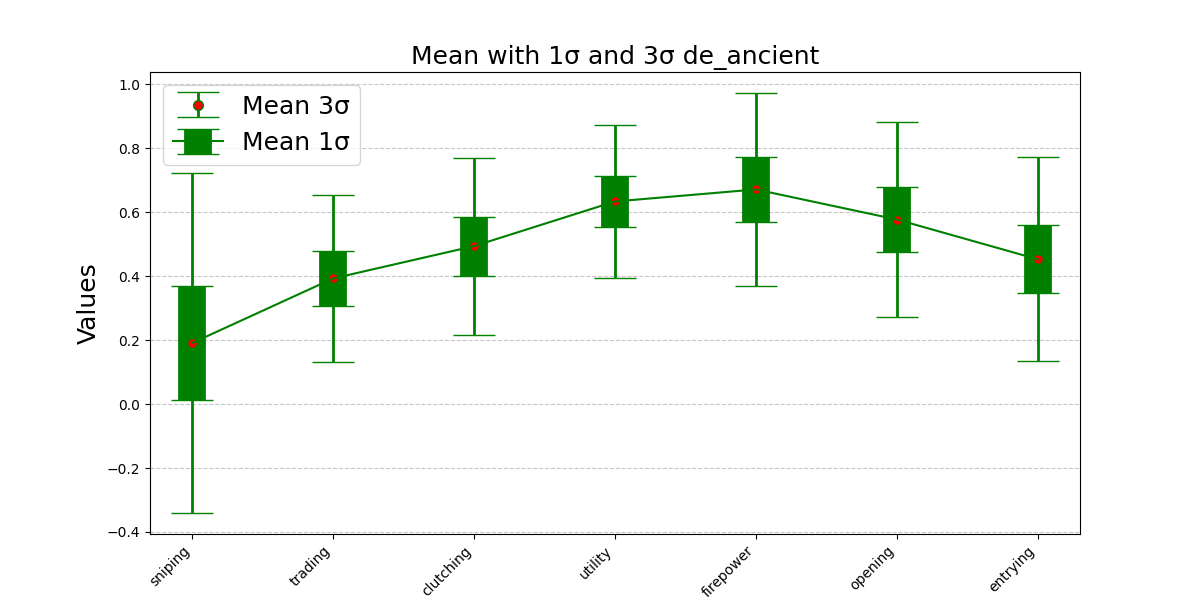 Mean with 1σ and 3σ de_ancient
Mean 3σ
Mean 1σ
Values
1.0
0.8
0.6
0.4
0.2
0.0
−0.2
−0.4
sniping
trading
clutching
utility
firepower
opening
entrying